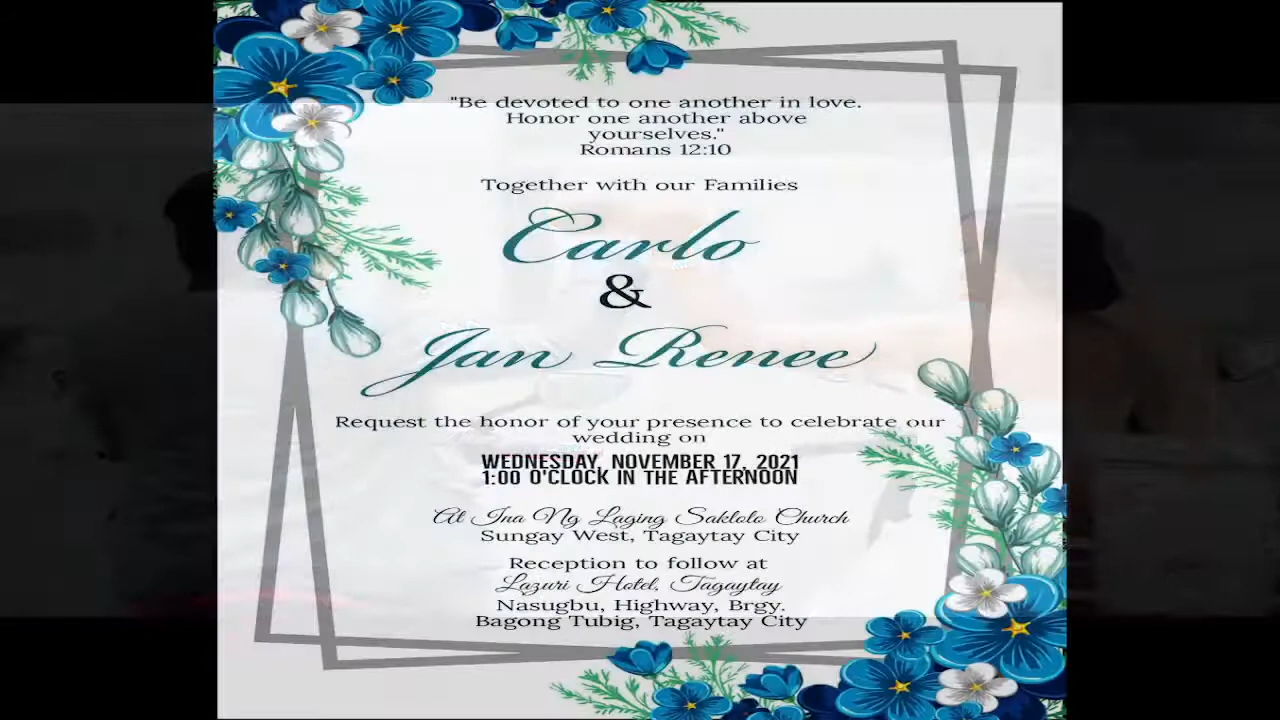 "Be devoted to one another in love.
Honor one another above
yourselves."
Romans 12:10
Together with our Families
Carlo
&
Jan Renee
Request the honor of your presence to celebrate our
wedding on
WEDNESDAY, NOVEMBER 17, 2021
1:00 O'CLOCK IN THE AFTERNOON
At Ina Ng Laging Saklolo Church
Sungay West, Tagaytay City
Reception to follow at
Lazuri Hotel, Tagaytay
Nasugbu, Highway, Brgy.
Bagong Tubig, Tagaytay City